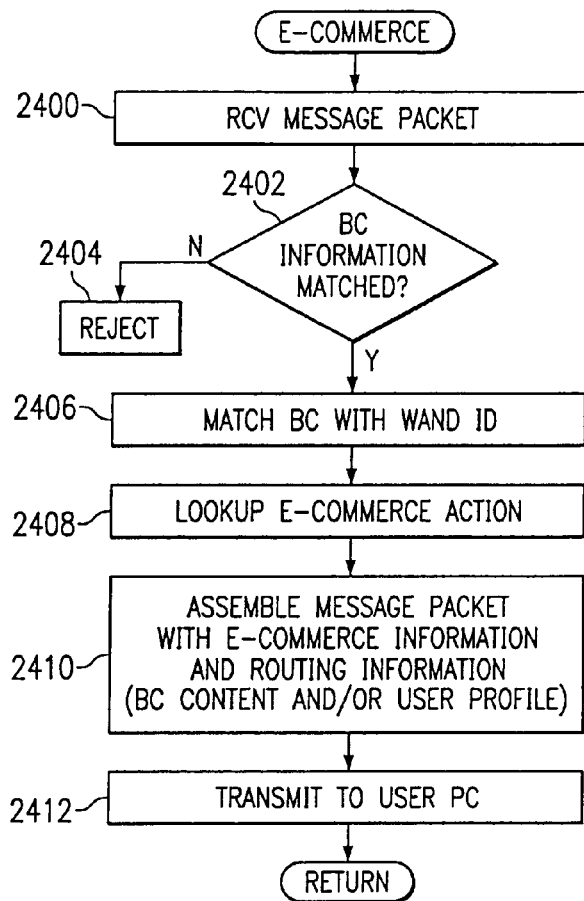 E-COMMERCE
2400
RCV MESSAGE PACKET
2402
BC
INFORMATION
MATCHED?
N
2404
REJECT
Y
2406
MATCH BC WITH WAND ID
2408
LOOKUP E-COMMERCE ACTION
2410
ASSEMBLE MESSAGE PACKET
WITH E-COMMERCE INFORMATION
AND ROUTING INFORMATION
(BC CONTENT AND/OR USER PROFILE)
2412
TRANSMIT TO USER PC
RETURN